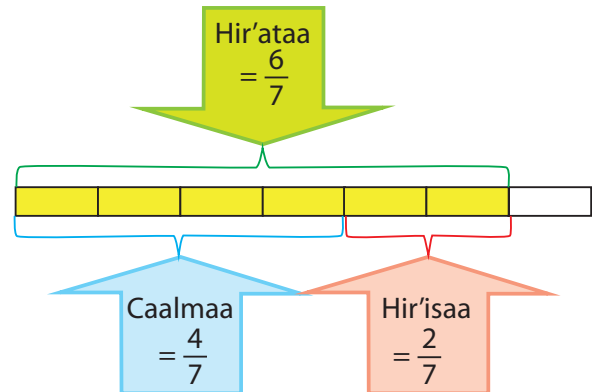 Hir'ataa
= 6/7
Caalmaa
= 4/7
Hir'isaa
= 2/7